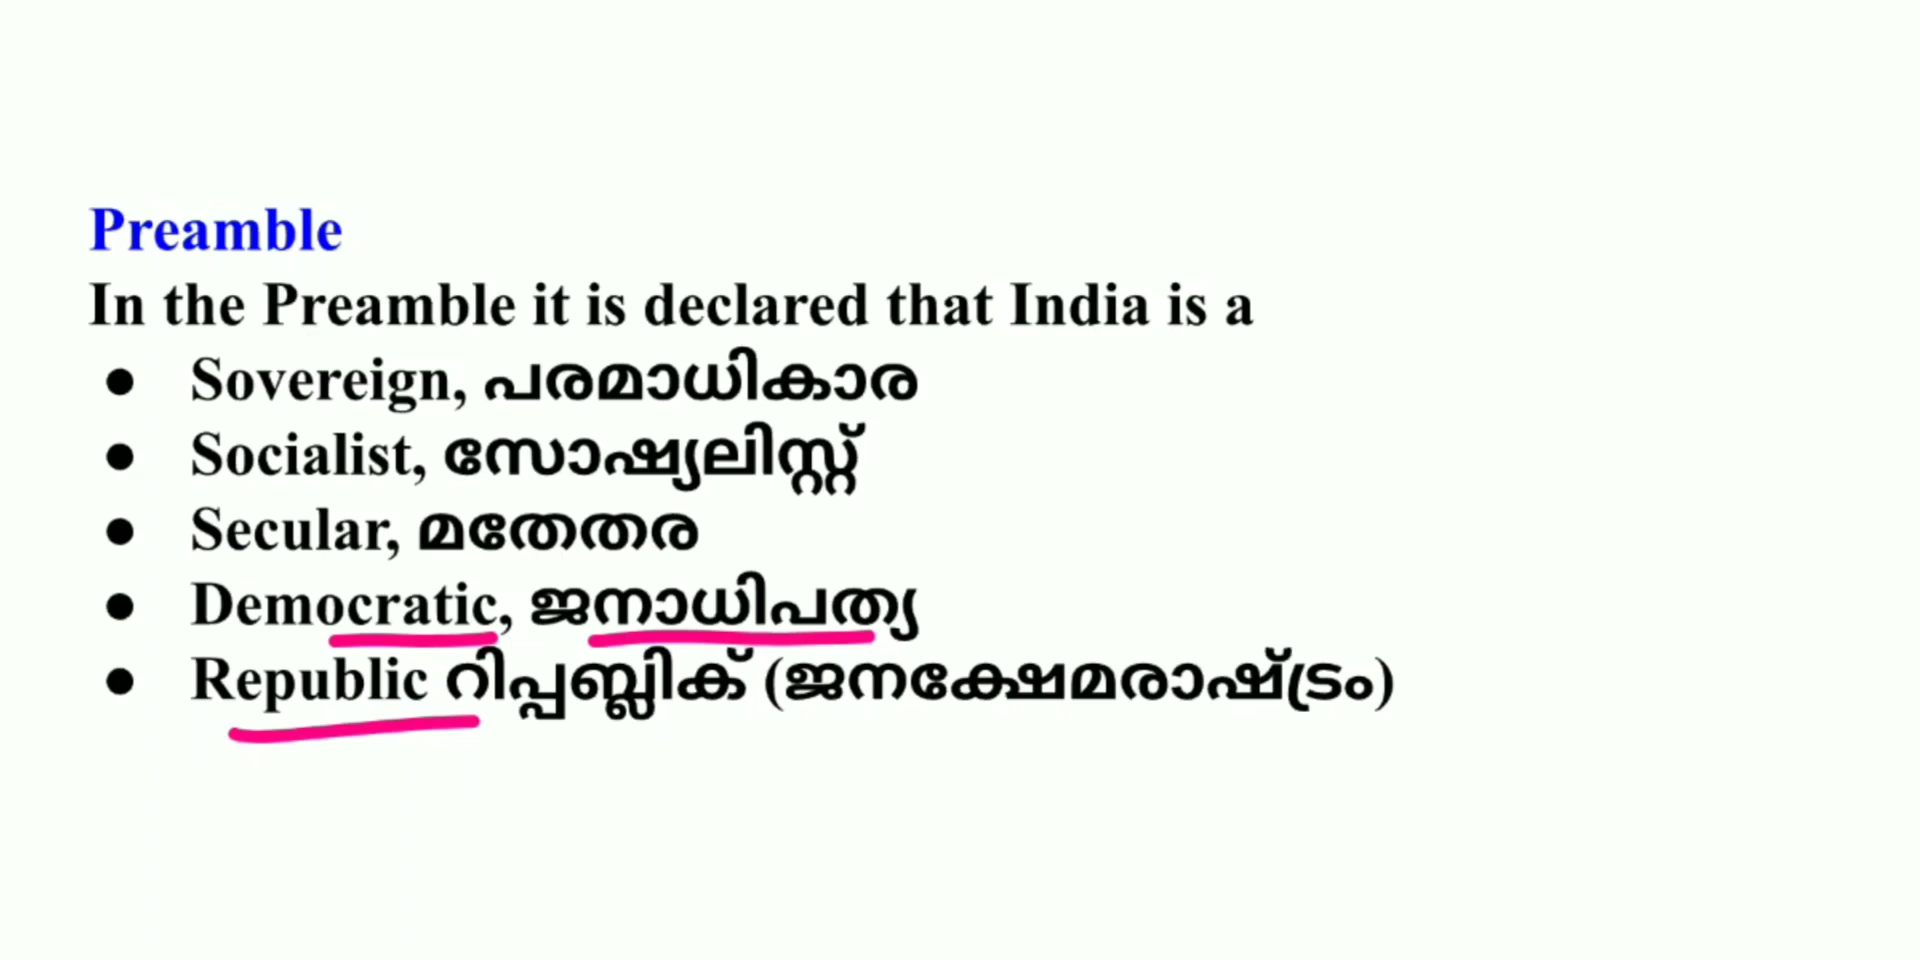 Preamble
In the Preamble it is declared that India is a
● Sovereign, പരമാധികാര
● Socialist, സോഷ്യലിസ്റ്റ്
● Secular, മതേതര
● Democratic, ജനാധിപത്യ
● Republic റിപ്പബ്ലിക് (ജനക്ഷേമരാഷ്ട്രം)